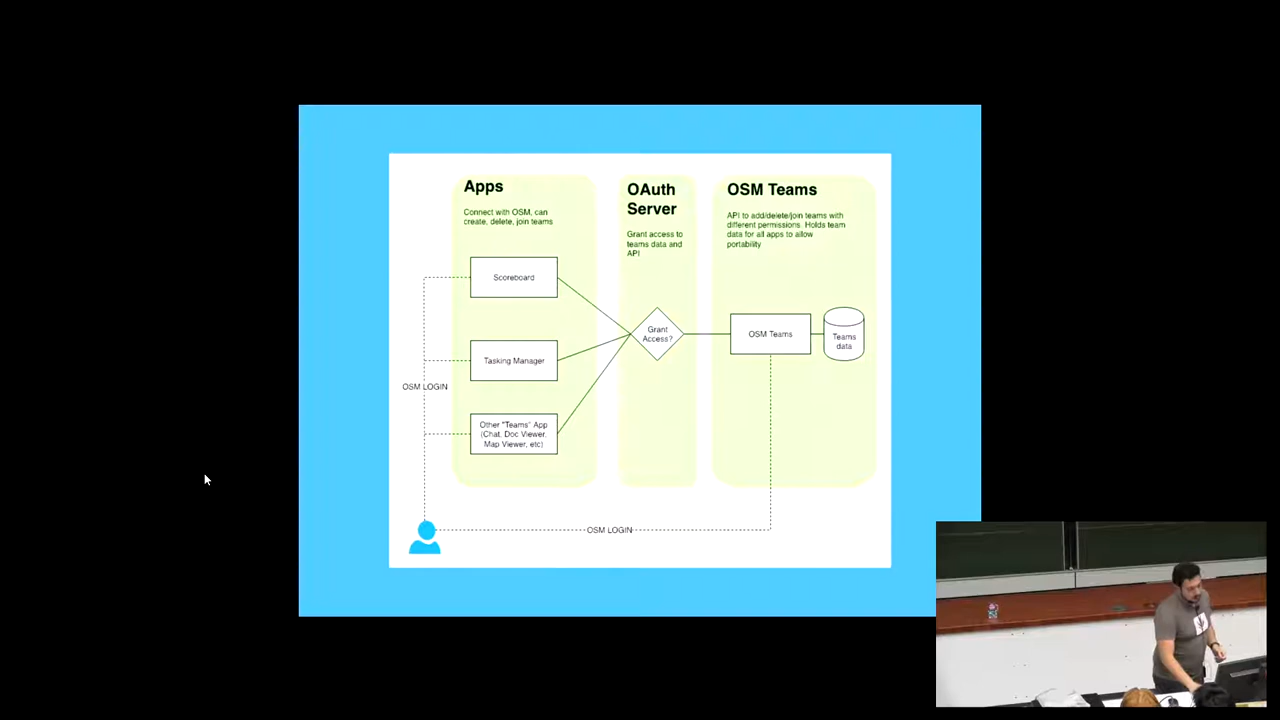 Apps
Connect with OSM, can
create, delete, join teams
OAuth
Server
Grant access to
teams data and
API
OSM Teams
API to add/delete/join teams with
different permissions. Holds team
data for all apps to allow
portability
Scoreboard
Tasking Manager
Other "Teams" App
(Chat, Doc Viewer,
Map Viewer, etc)
Grant
Access?
OSM Teams
Teams
data
OSM LOGIN
OSM LOGIN